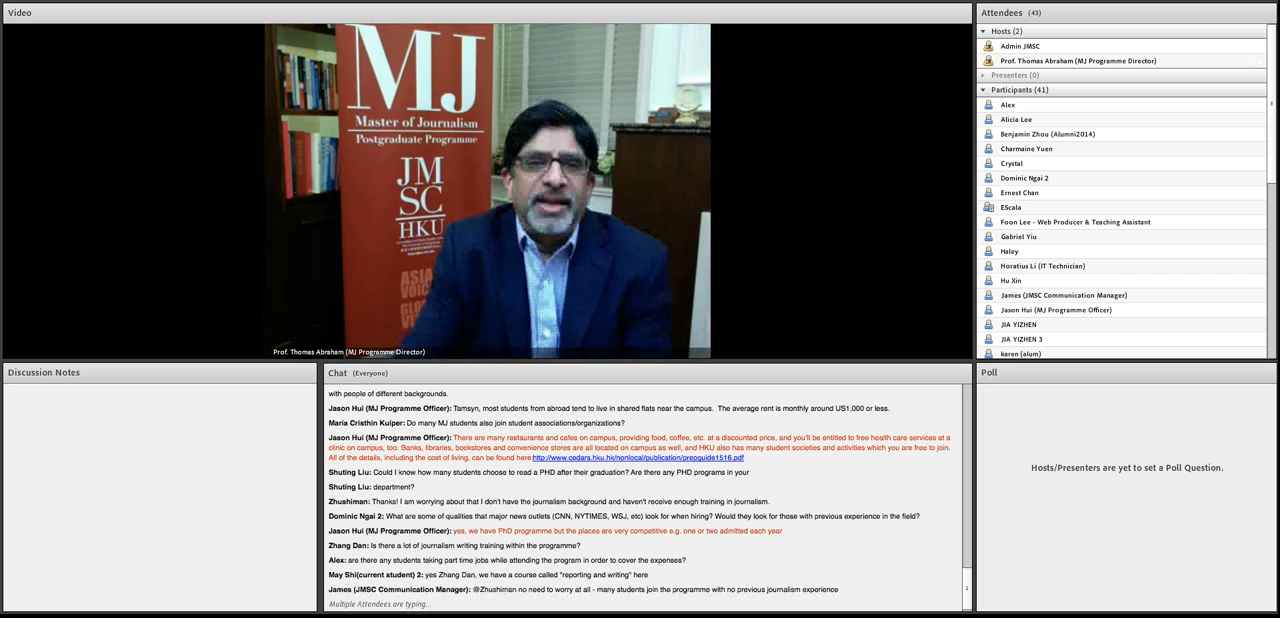 Video
MJ
Master of Journalism
Postgraduate Programme
JM
SC
HKU
ASIA
VOIC
GLO
VI
Prof. Thomas Abraham (MJ Programme Director)
Attendees (43)
Hosts (2)
Admin JMSC
Prof. Thomas Abraham (MJ Programme Director)
Presenters (0)
Participants (41)
Alex
Alicia Lee
Benjamin Zhou (Alumni2014)
Charmaine Yuen
Crystal
Dominic Ngai 2
Ernest Chan
EScala
Foon Lee - Web Producer & Teaching Assistant
Gabriel Yiu
Haley
Horatius Li (IT Technician)
Hu Xin
James (JMSC Communication Manager)
Jason Hui (MJ Programme Officer)
JIA YIZHEN
JIA YIZHEN 3
karen (alum)
Discussion Notes
Chat (Everyone)
with people of different backgrounds.
Jason Hui (MJ Programme Officer): Tamsyn, most students from abroad tend to live in shared flats near the campus. The average rent is monthly around US1,000 or less.
Maria Cristhin Kuiper: Do many MJ students also join student associations/organizations?
Jason Hui (MJ Programme Officer): There are many restaurants and cafes on campus, providing food, coffee, etc. at a discounted price, and you'll be entitled to free health care services at a
clinic on campus, too. Banks, libraries, bookstores and convenience stores are all located on campus as well, and HKU also has many student societies and activities which you are free to join.
All of the details, including the cost of living, can be found here:http://www.cedars.hku.hk/nonlocal/publication/prepguide1516.pdf
Shuting Liu: Could I know how many students choose to read a PHD after their graduation? Are there any PHD programs in your
Shuting Liu: department?
Zhushiman: Thanks! I am worrying about that I don't have the journalism background and haven't receive enough training in journalism.
Dominic Ngai 2: What are some of qualities that major news outlets (CNN, NYTIMES, WSJ, etc) look for when hiring? Would they look for those with previous experience in the field?
Jason Hui (MJ Programme Officer): yes, we have PhD programme but the places are very competitive e.g. one or two admitted each year
Zhang Dan: Is there a lot of journalism writing training within the programme?
Alex: are there any students taking part time jobs while attending the program in order to cover the expenses?
May Shi(current student) 2: yes Zhang Dan, we have a course called "reporting and writing" here
James (JMSC Communication Manager): @Zhushiman no need to worry at all - many students join the programme with no previous journalism experience
Multiple Attendees are typing...
Poll
Hosts/Presenters are yet to set a Poll Question.